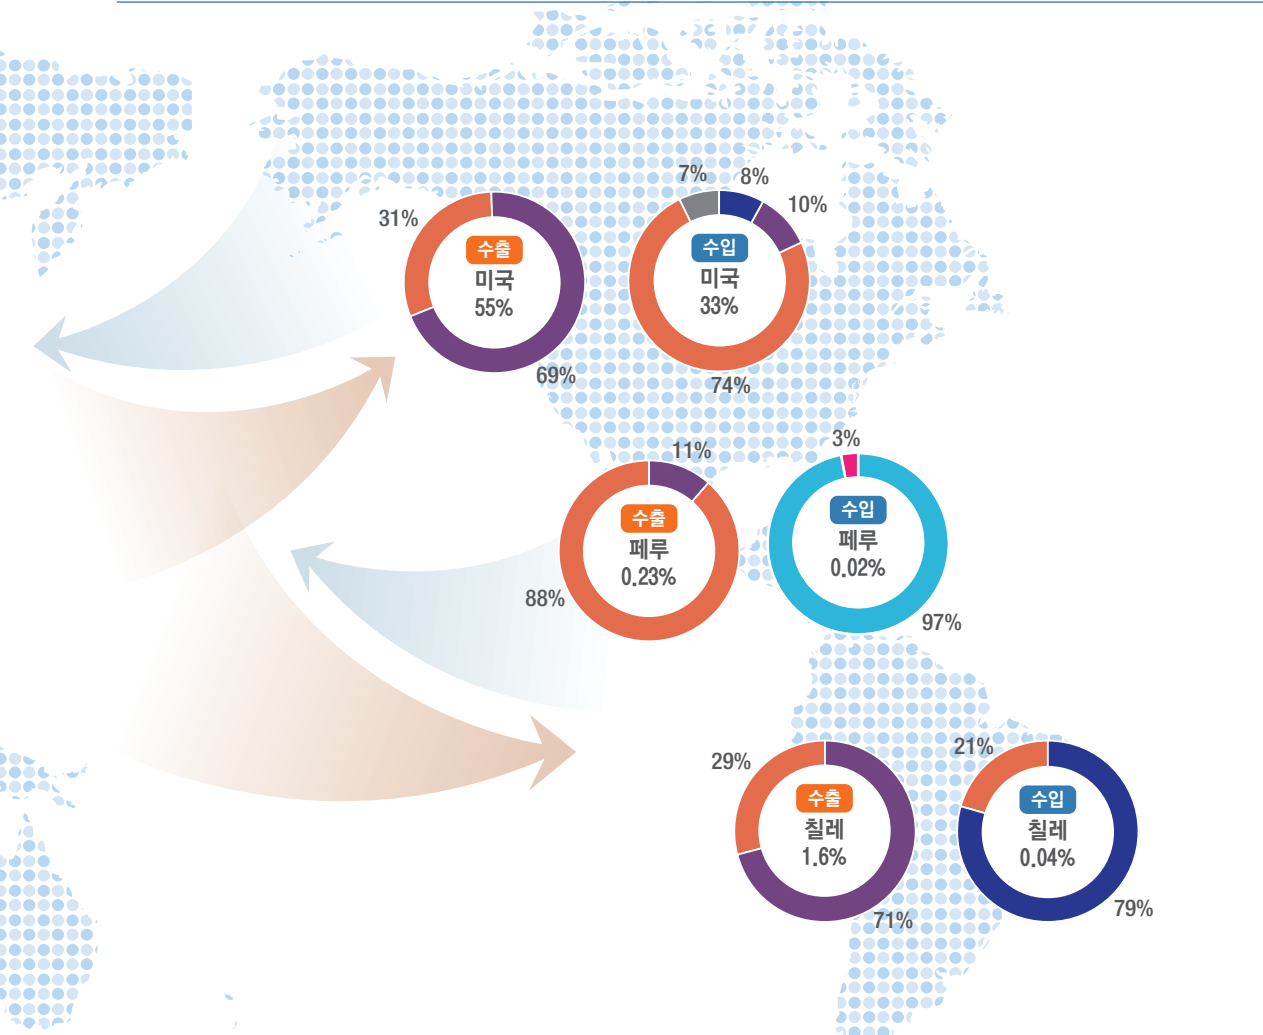 7%
8%
10%
31%
수출
미국
55%
수입
미국
33%
69%
74%
11%
3%
수출
페루
0.23%
수입
페루
0.02%
88%
97%
29%
21%
수출
칠레
1.6%
수입
칠레
0.04%
71%
79%